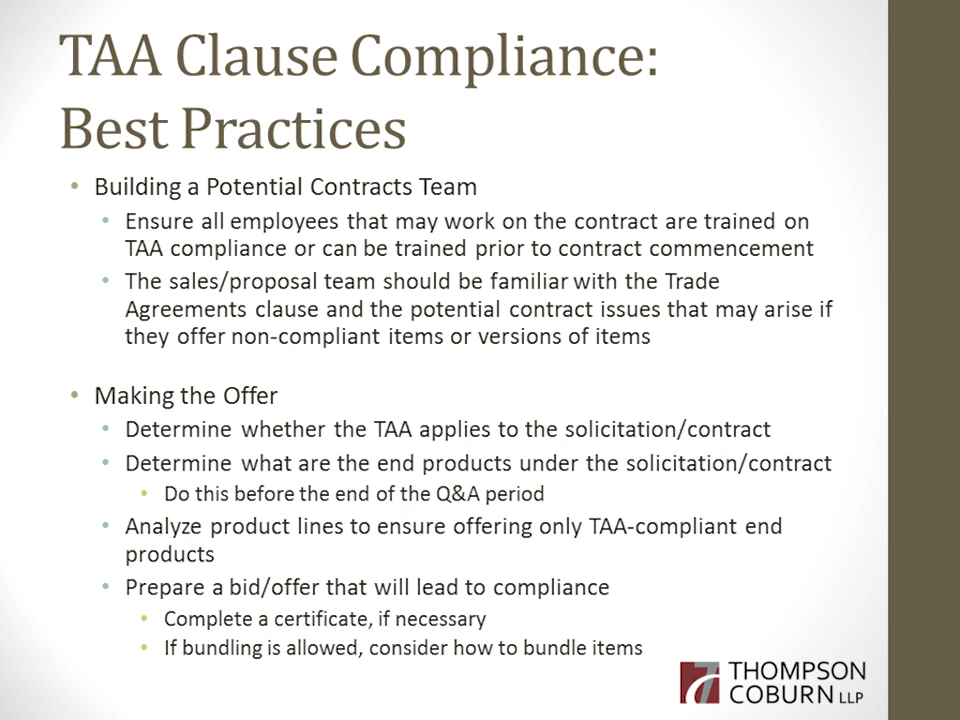 TAA Clause Compliance:
Best Practices
• Building a Potential Contracts Team
• Ensure all employees that may work on the contract are trained on
TAA compliance or can be trained prior to contract commencement
• The sales/proposal team should be familiar with the Trade
Agreements clause and the potential contract issues that may arise if
they offer non-compliant items or versions of items
• Making the Offer
• Determine whether the TAA applies to the solicitation/contract
• Determine what are the end products under the solicitation/contract
• Do this before the end of the Q&A period
• Analyze product lines to ensure offering only TAA-compliant end
products
• Prepare a bid/offer that will lead to compliance
• Complete a certificate, if necessary
• If bundling is allowed, consider how to bundle items
THOMPSON
COBURN LLP